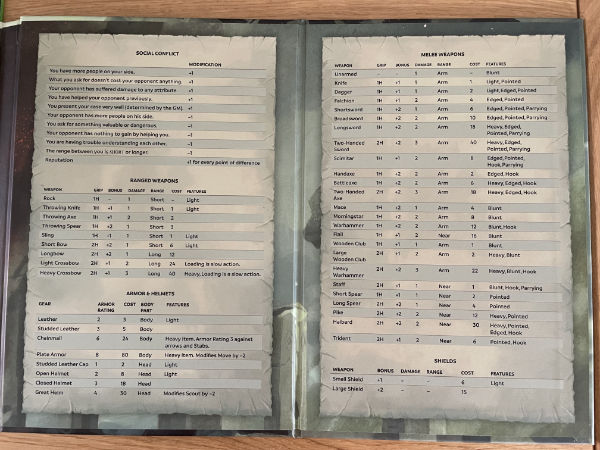 SOCIAL CONFLICT
MODIFICATION
You have more people on your side. +1
What you ask for doesn't cost your opponent anything. +1
Your opponent has suffered damage to any attribute. +1
You have helped your opponent previously. +1
You present your case very well (determined by the GM). +1
Your opponent has more people on his side. -1
You ask for something valuable or dangerous. -1
Your opponent has nothing to gain by helping you. -1
You are having trouble understanding each other. -1
The range between you is SHORT or longer. -1
Reputation +1 for every point of difference
RANGED WEAPONS
WEAPON GRIP BONUS DAMAGE RANGE COST FEATURES
Rock 1H – 1 Short – Light
Throwing Knife 1H +1 1 Short 1 Light
Throwing Axe 1H +1 2 Short 2
Throwing Spear 1H +2 1 Short 3
Sling 1H 1 Short 1 Light
Short Bow 2H +2 1 Short 6 Light
Longbow 2H +2 1 Long 12
Light Crossbow 2H +1 2 Long 24 Loading is a slow action.
Heavy Crossbow 2H +1 3 Long 40 Heavy, Loading is a slow action.
ARMOR & HELMETS
GEAR ARMOR RATING COST BODY PART FEATURES
Leather 2 3 Body Light
Studded Leather 3 5 Body
Chainmail 6 24 Body Heavy Item. Armor Rating 3 against
arrows and Stabs.
Plate Armor 8 80 Body Heavy Item. Modifies Move by -2
Studded Leather Cap 1 2 Head Light
Open Helmet 2 8 Head Light
Closed Helmet 3 18 Head
Great Helm 4 30 Head Modifies Scout by -2
MELEE WEAPONS
WEAPON GRIP BONUS DAMAGE RANGE COST FEATURES
Unarmed – 1 Arm – Blunt
Knife 1H +1 1 Arm 1 Light, Pointed
Dagger 1H +1 1 Arm 2 Light, Edged, Pointed
Falchion 1H +1 2 Arm 4 Edged, Pointed
Shortsword 1H +2 1 Arm 6 Edged, Pointed, Parrying
Broadsword 1H +2 2 Arm 10 Edged, Pointed, Parrying
Longsword 1H +2 2 Arm Heavy, Edged,
Pointed, Parrying
Two-Handed Sword 2H +2 3 Arm 40 Heavy, Edged,
Pointed, Parrying
Scimitar 1H +1 2 Arm 8 Edged, Pointed,
Hook, Parrying
Handaxe 1H +2 2 Arm 2 Edged, Hook
Battleaxe 1H +2 2 Arm 6 Heavy, Edged, Hook
Two-Handed Axe 2H +2 3 Arm 18 Heavy, Edged, Hook
Mace 1H +1 2 Arm 4 Blunt
Morningstar 1H +2 2 Arm 8 Blunt
Warhammer 1H +2 2 Arm 12 Blunt, Hook
Flail 1H +1 2 Near 16 Blunt
Wooden Club 1H +1 1 Arm 1 Blunt
Large Wooden Club 2H +1 2 Arm 2 Heavy, Blunt
Heavy Warhammer 2H +2 3 Arm 22 Heavy, Blunt, Hook
Staff 2H +1 1 Near 1 Blunt, Hook, Parrying
Short Spear 1H +1 Near 2 Pointed
Long Spear 2H +2 1 Near 4 Pointed
Pike 2H +2 2 Near 12 Heavy, Pointed
Halberd 2H +2 2 Near 30 Heavy, Pointed,
Edged, Hook
Trident 2H +1 2 Near 6 Pointed, Hook
SHIELDS
WEAPON BONUS DAMAGE RANGE COST FEATURES
Small Shield +1 – – 6 Light
Large Shield +2 – – 15